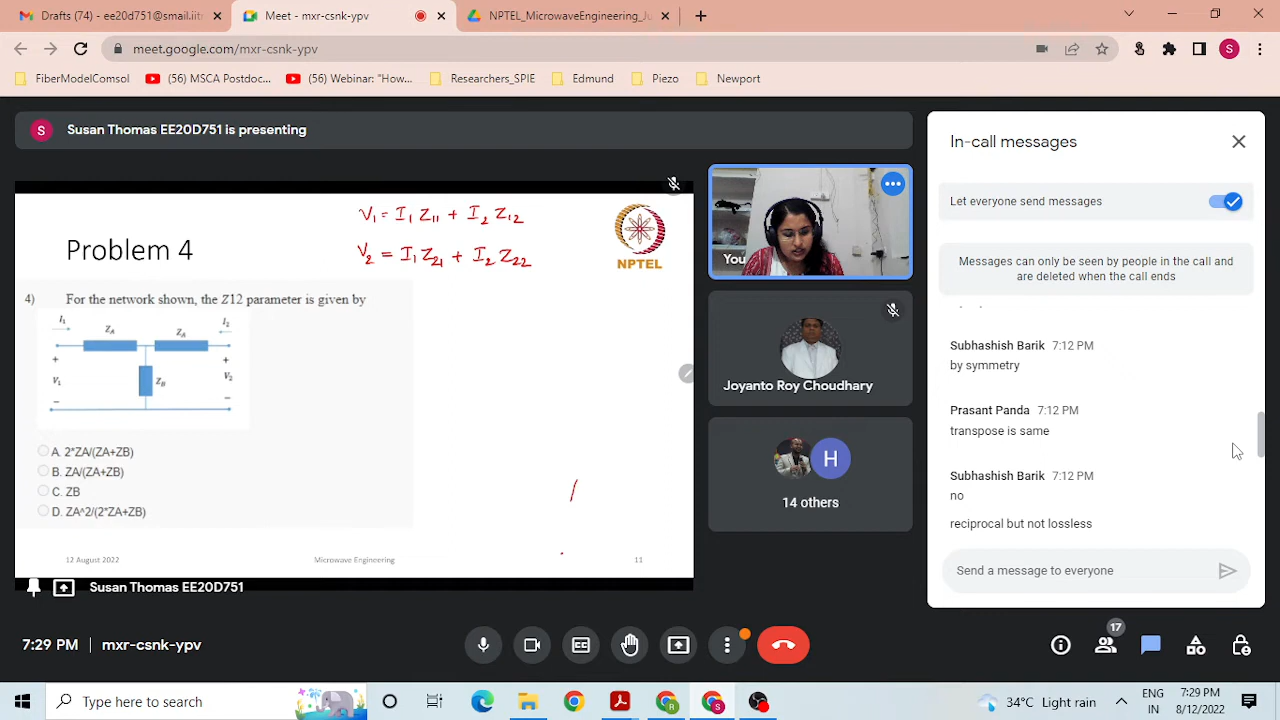 Drafts (74) - ee20d751@smail.iitm
Meet - mxr-csnk-ypv
NPTEL_MicrowaveEngineering_Ju
meet.google.com/mxr-csnk-ypv
S
FiberModelComsol
(56) MSCA Postdoc...
(56) Webinar: "How...
Researchers_SPIE
Edmund
Piezo
Newport
S
Susan Thomas EE20D751 is presenting
V1 = I1 Z11 + I2 Z12
V2 = I1 Z21 + I2 Z22
Problem 4
NPTEL
4) For the network shown, the Z12 parameter is given by
I1
ZA
ZA
I2
+
+
V1
ZB
V2
−
−
A. 2*ZA/(ZA+ZB)
B. ZA/(ZA+ZB)
C. ZB
D. ZA^2/(2*ZA+ZB)
12 August 2022
Microwave Engineering
11
Susan Thomas EE20D751
You
Joyanto Roy Choudhary
H
14 others
In-call messages
Let everyone send messages
Messages can only be seen by people in the call and
are deleted when the call ends
Subhashish Barik 7:12 PM
by symmetry
Prasant Panda 7:12 PM
transpose is same
Subhashish Barik 7:12 PM
no
reciprocal but not lossless
Send a message to everyone
7:29 PM | mxr-csnk-ypv
17
Type here to search
34°C Light rain
ENG
IN
7:29 PM
8/12/2022